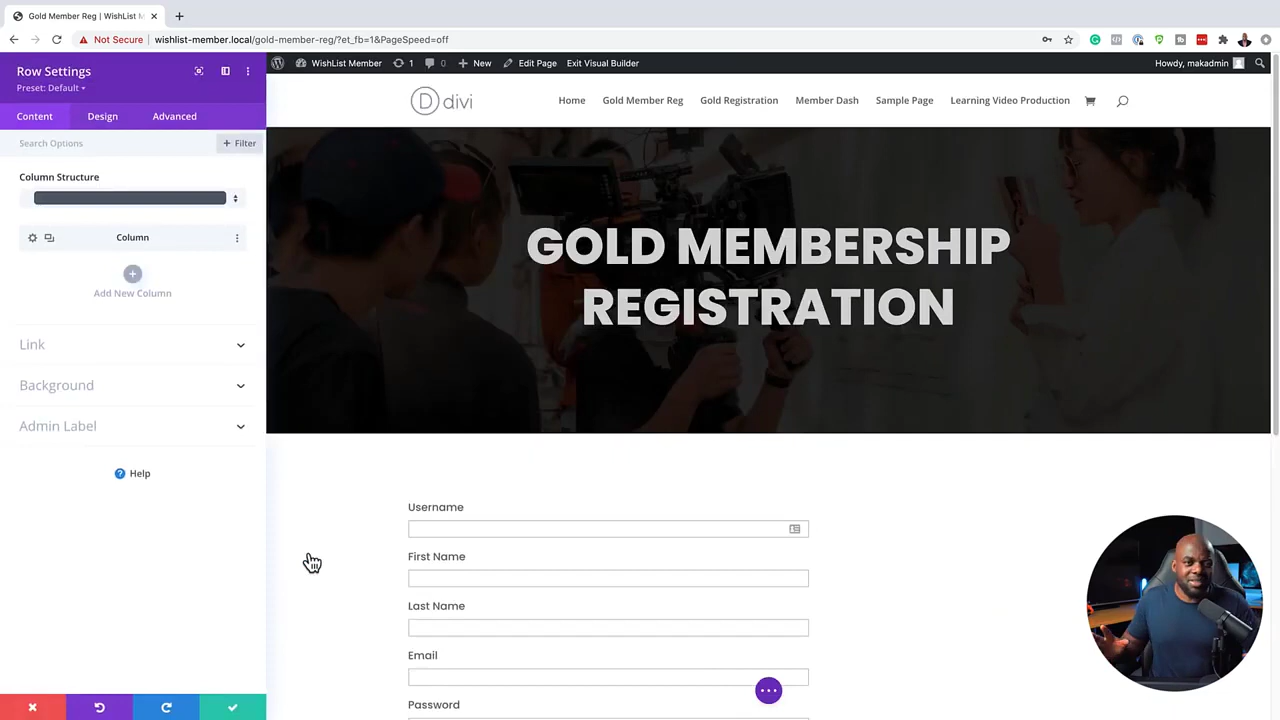 Gold Member Reg | WishList M
Not Secure
wishlist-member.local/gold-member-reg/?et_fb=1&PageSpeed=off
Row Settings
Preset: Default
Content
Design
Advanced
Search Options
+ Filter
Column Structure
Column
Add New Column
Link
Background
Admin Label
Help
WishList Member
1
0
New
Edit Page
Exit Visual Builder
Howdy, makadmin
divi
Home
Gold Member Reg
Gold Registration
Member Dash
Sample Page
Learning Video Production
GOLD MEMBERSHIP
REGISTRATION
Username
First Name
Last Name
Email
Password